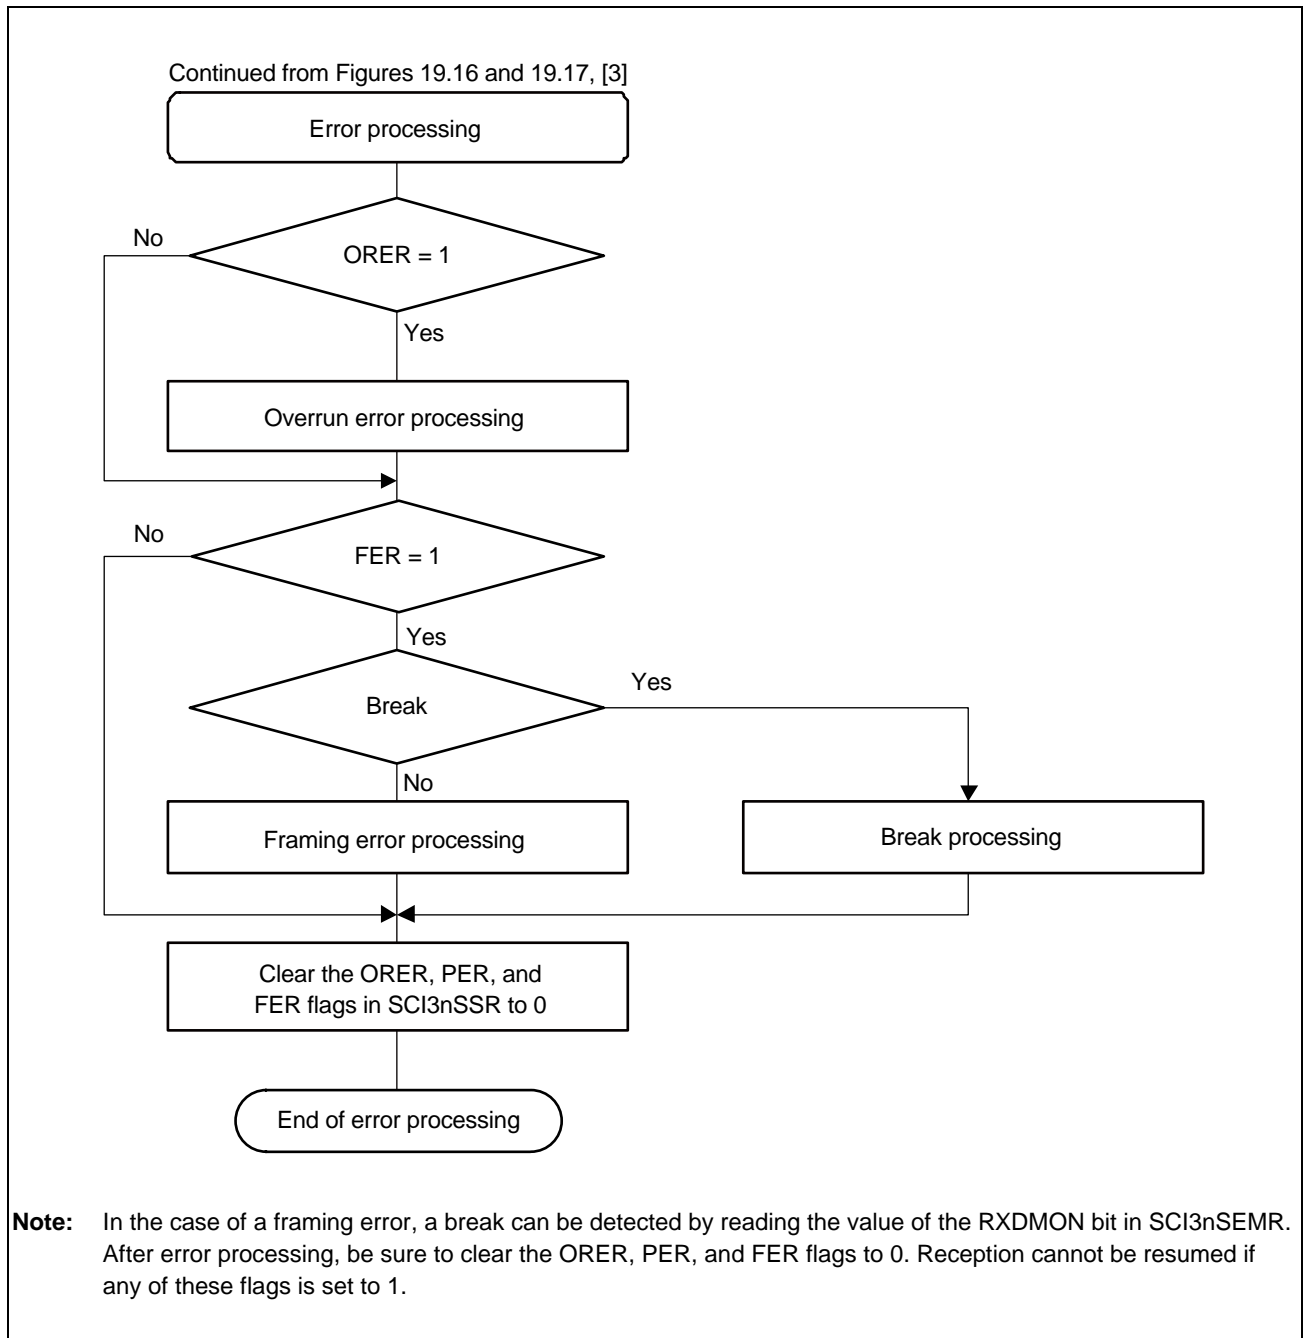 Continued from Figures 19.16 and 19.17, [3]
Error processing
No
ORER = 1
Yes
Overrun error processing
No
FER = 1
Yes
Yes
Break
No
Framing error processing
Break processing
Clear the ORER, PER, and
FER flags in SCI3nSSR to 0
End of error processing
Note: In the case of a framing error, a break can be detected by reading the value of the RXDMON bit in SCI3nSEMR.
After error processing, be sure to clear the ORER, PER, and FER flags to 0. Reception cannot be resumed if
any of these flags is set to 1.